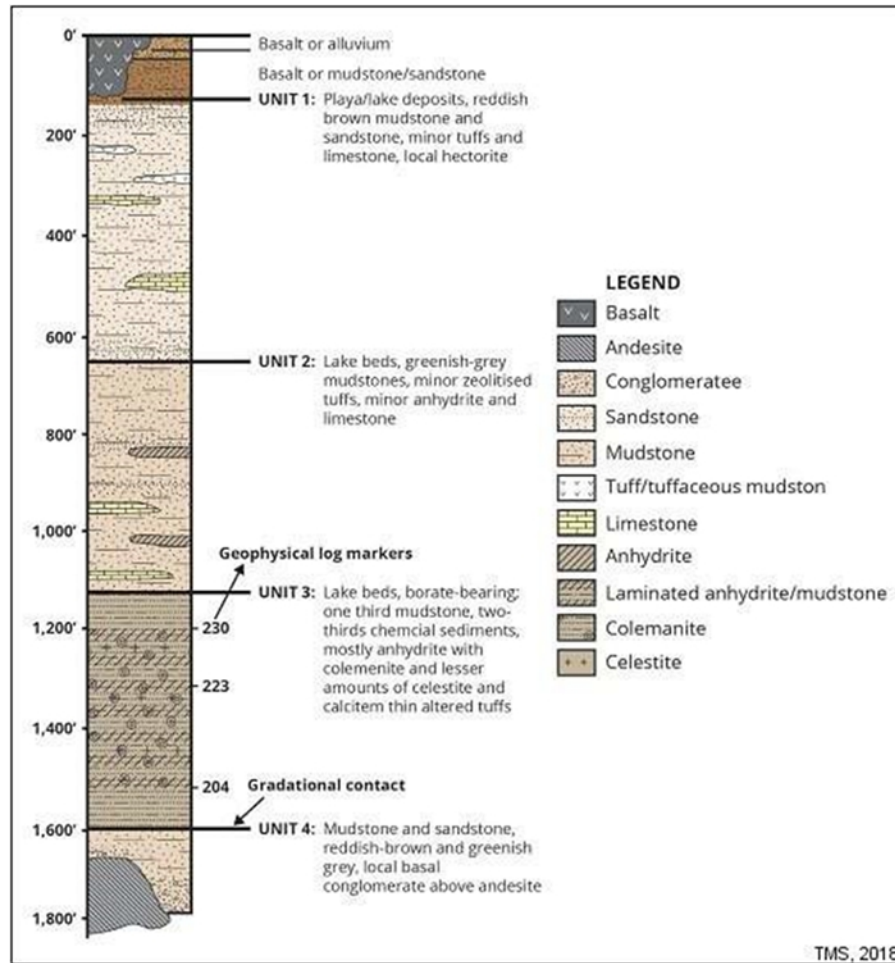 0'
Basalt or alluvium
Basalt or mudstone/sandstone
UNIT 1: Playa/lake deposits, reddish
brown mudstone and
sandstone, minor tuffs and
limestone, local hectorite
200'
400'
600'
UNIT 2: Lake beds, greenish-grey
mudstones, minor zeolitised
tuffs, minor anhydrite and
limestone
800'
1,000'
Geophysical log markers
UNIT 3: Lake beds, borate-bearing;
one third mudstone, two-
thirds chemcial sediments,
mostly anhydrite with
colemenite and lesser
amounts of celestite and
calcitem thin altered tuffs
1,200'
230
223
1,400'
204
Gradational contact
1,600'
UNIT 4: Mudstone and sandstone,
reddish-brown and greenish
grey, local basal
conglomerate above andesite
1,800'
LEGEND
Basalt
Andesite
Conglomeratee
Sandstone
Mudstone
Tuff/tuffaceous mudston
Limestone
Anhydrite
Laminated anhydrite/mudstone
Colemanite
Celestite
TMS, 2018